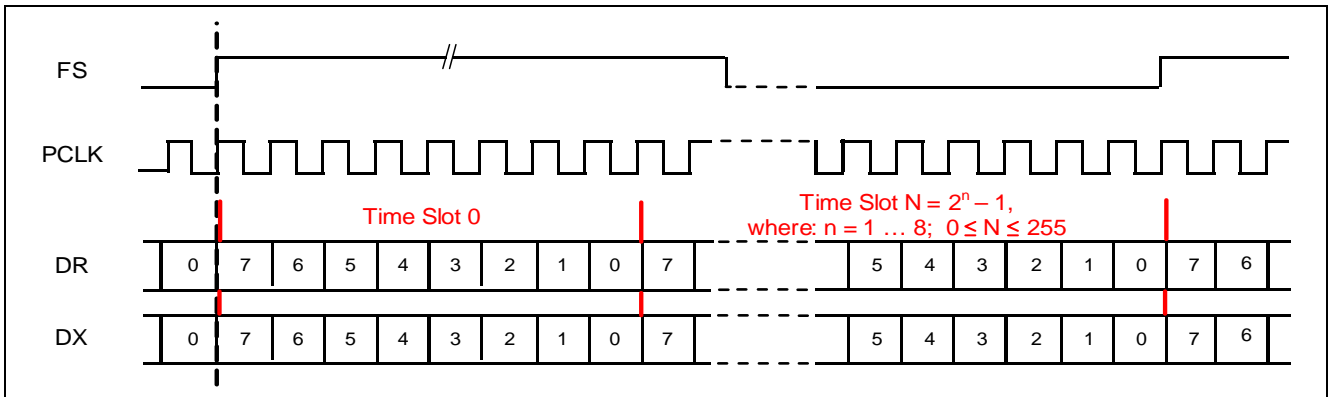 FS
PCLK
Time Slot 0
Time Slot N = 2ⁿ – 1,
where: n = 1 … 8; 0 ≤ N ≤ 255
DR 0 7 6 5 4 3 2 1 0 7 5 4 3 2 1 0 7 6
DX 0 7 6 5 4 3 2 1 0 7 5 4 3 2 1 0 7 6